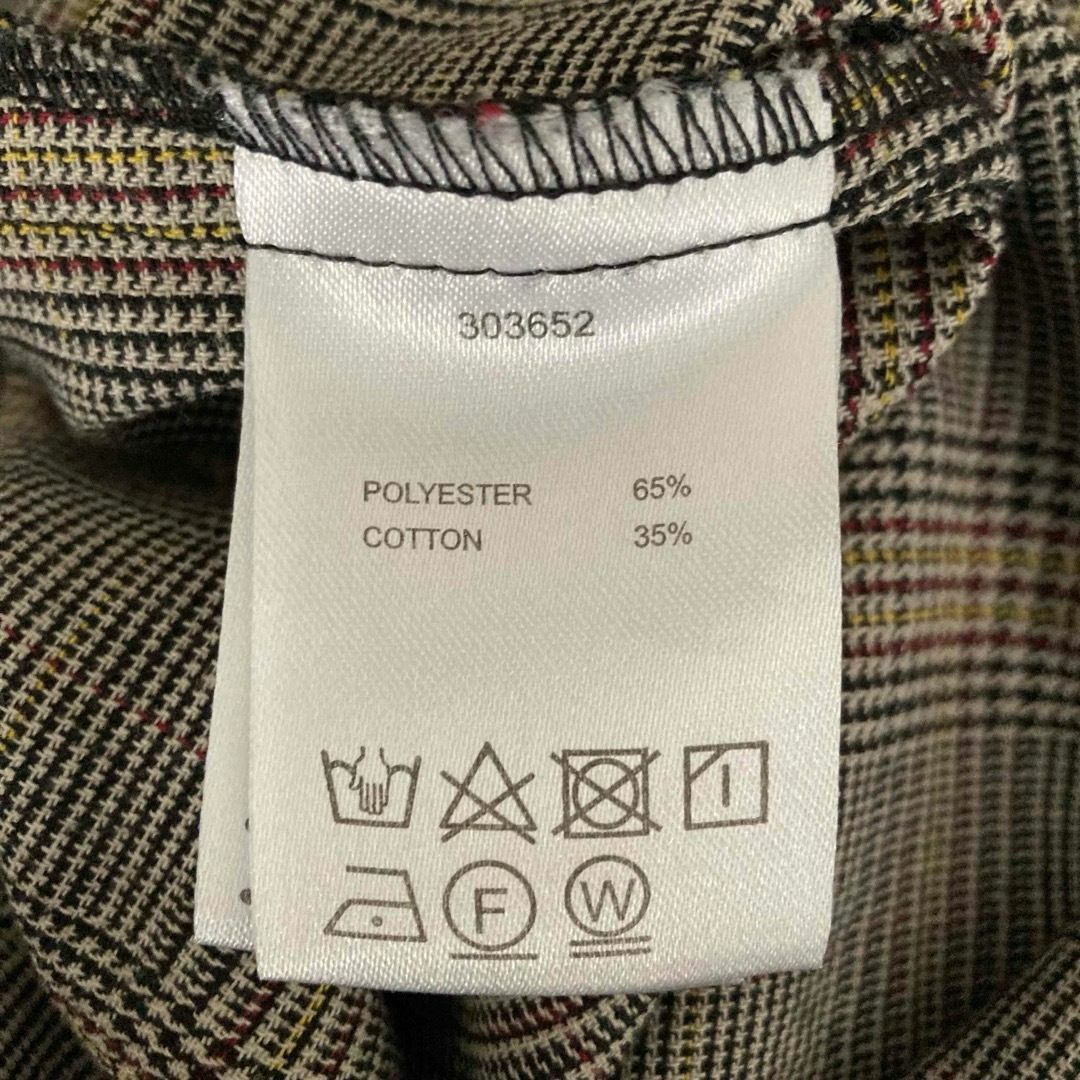 303652
POLYESTER 65%
COTTON 35%
F W